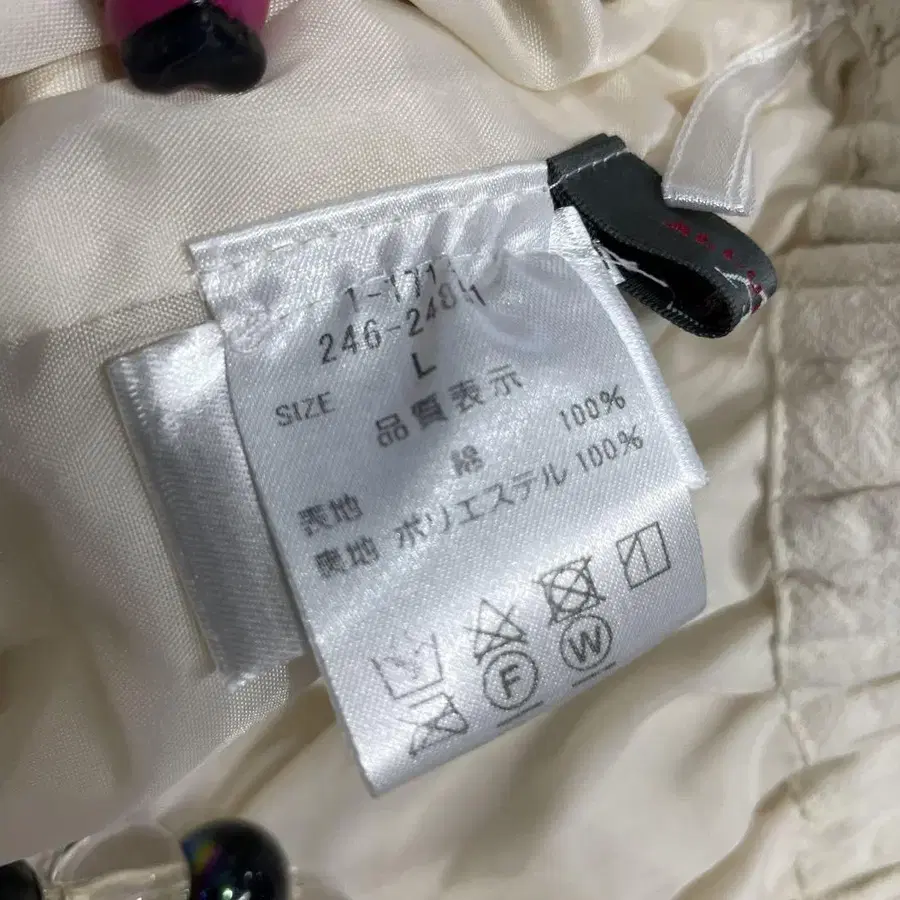 246-248
SIZE L
品質表示
表地 綿 100%
裏地 ポリエステル 100%
F W